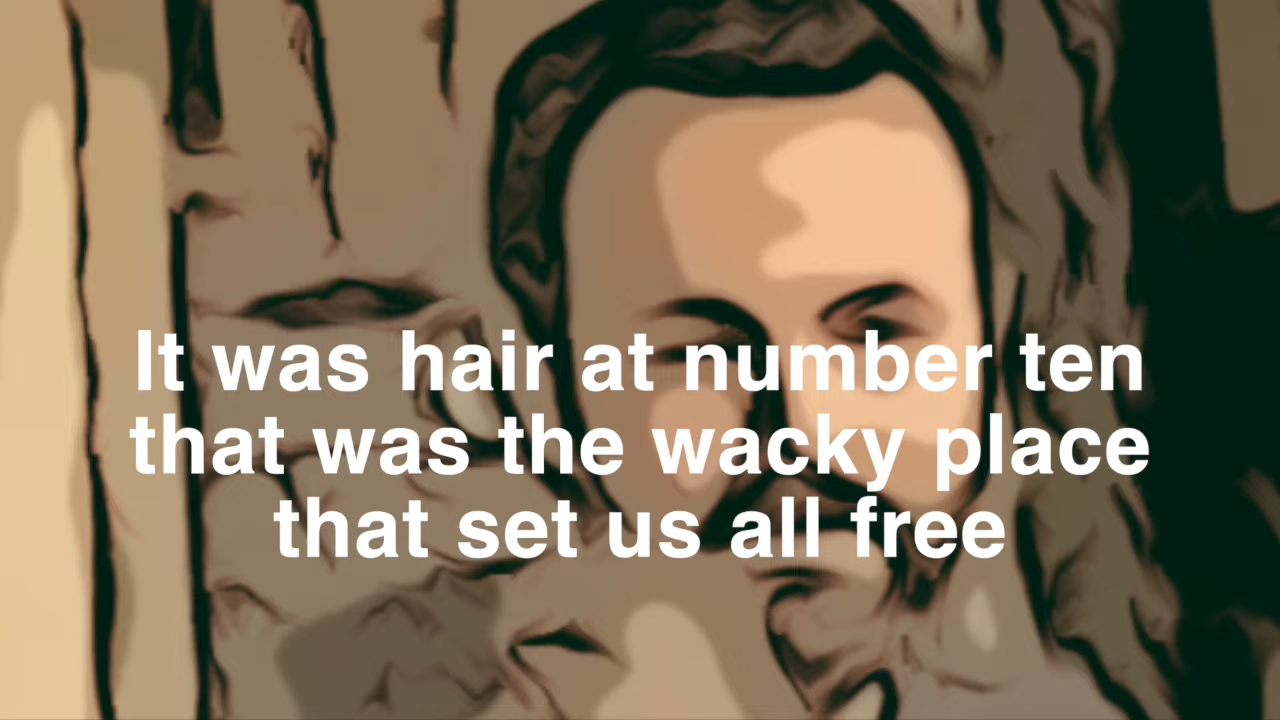 It was hair at number ten
that was the wacky place
that set us all free